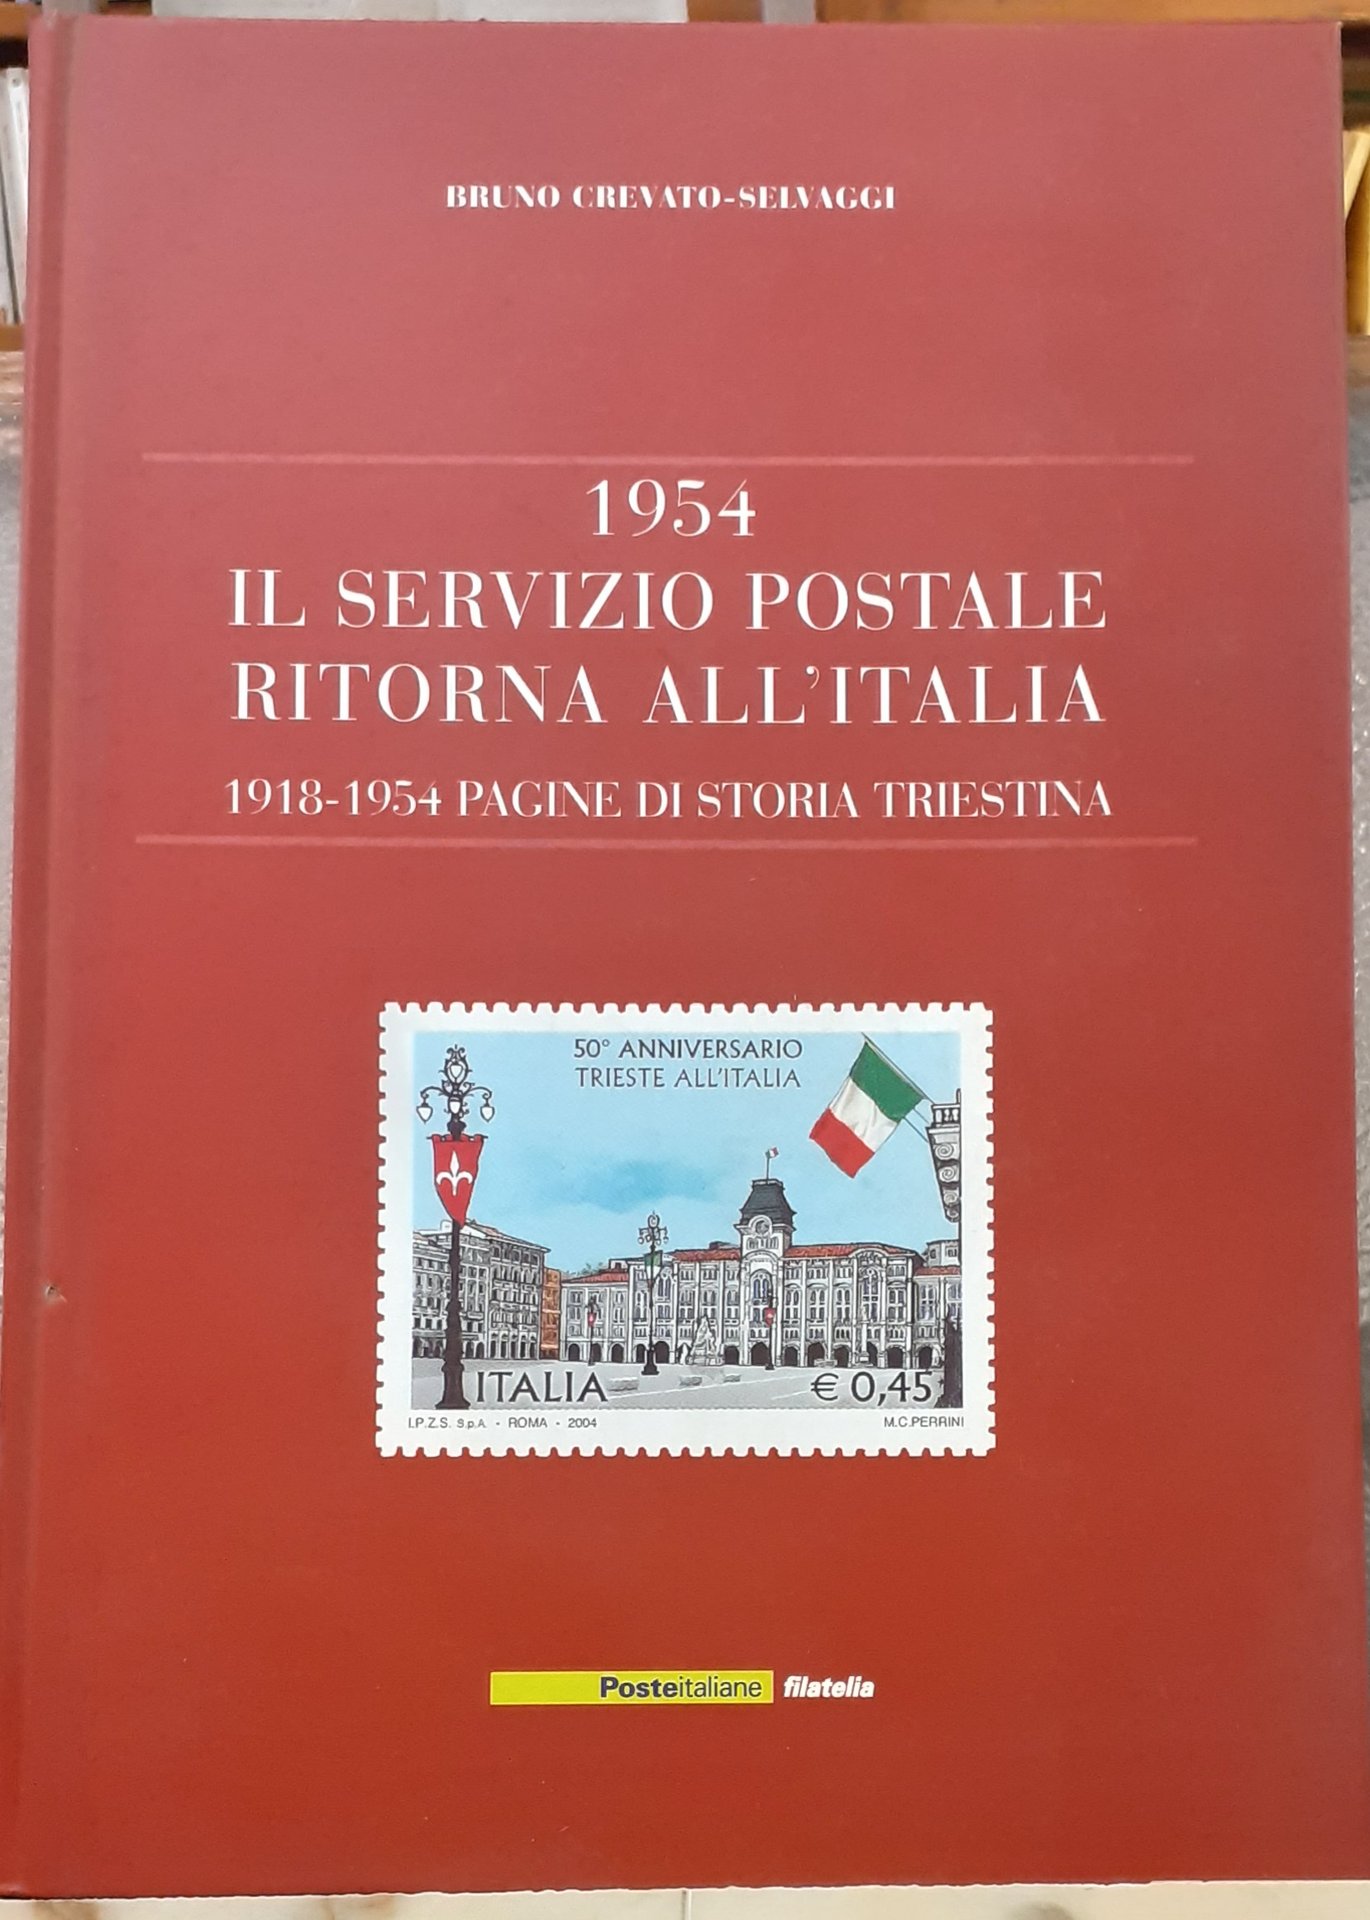 BRUNO CREVATO-SELVAGGI
1954
IL SERVIZIO POSTALE
RITORNA ALL'ITALIA
1918-1954 PAGINE DI STORIA TRIESTINA
50° ANNIVERSARIO
TRIESTE ALL'ITALIA
ITALIA
€ 0,45
I.P.Z.S. S.p.A. - ROMA - 2004
M.C.PERRINI
Posteitaliane filatelia